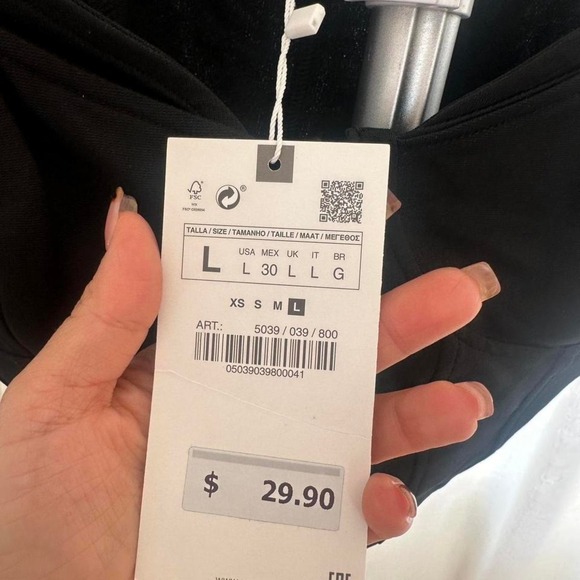 FSC
®
TALLA / SIZE / TAMANHO / TAILLE / MAAT / ΜΕΓΕΘΟΣ
L USA MEX UK IT BR
L 30 L L G
XS S M L
ART.: 5039 / 039 / 800
05039039800041
$ 29.90